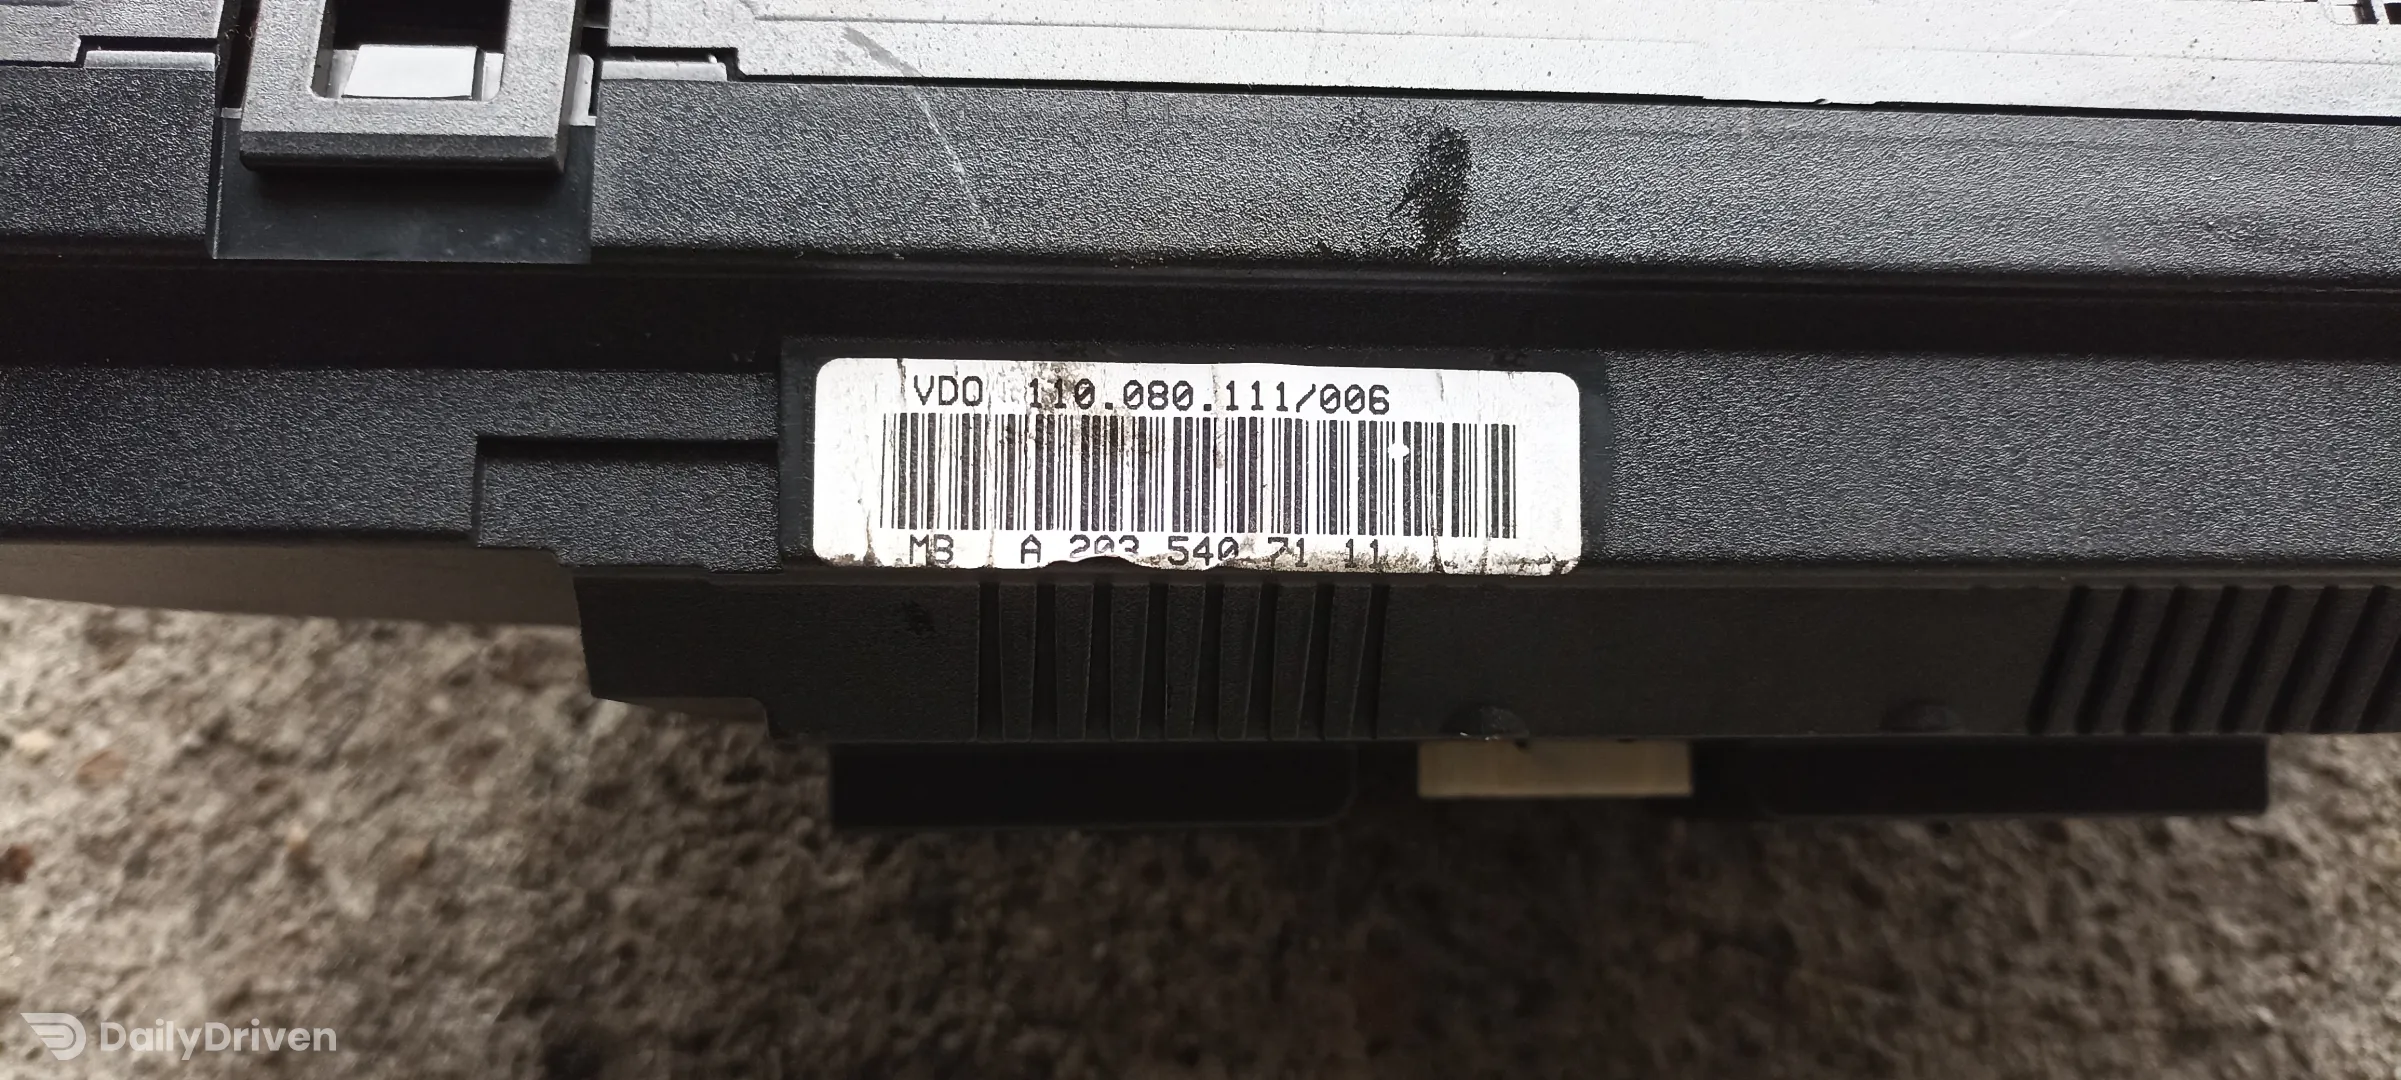 VDO 110.080.111/006
MB A 203 540 71 11
DailyDriven